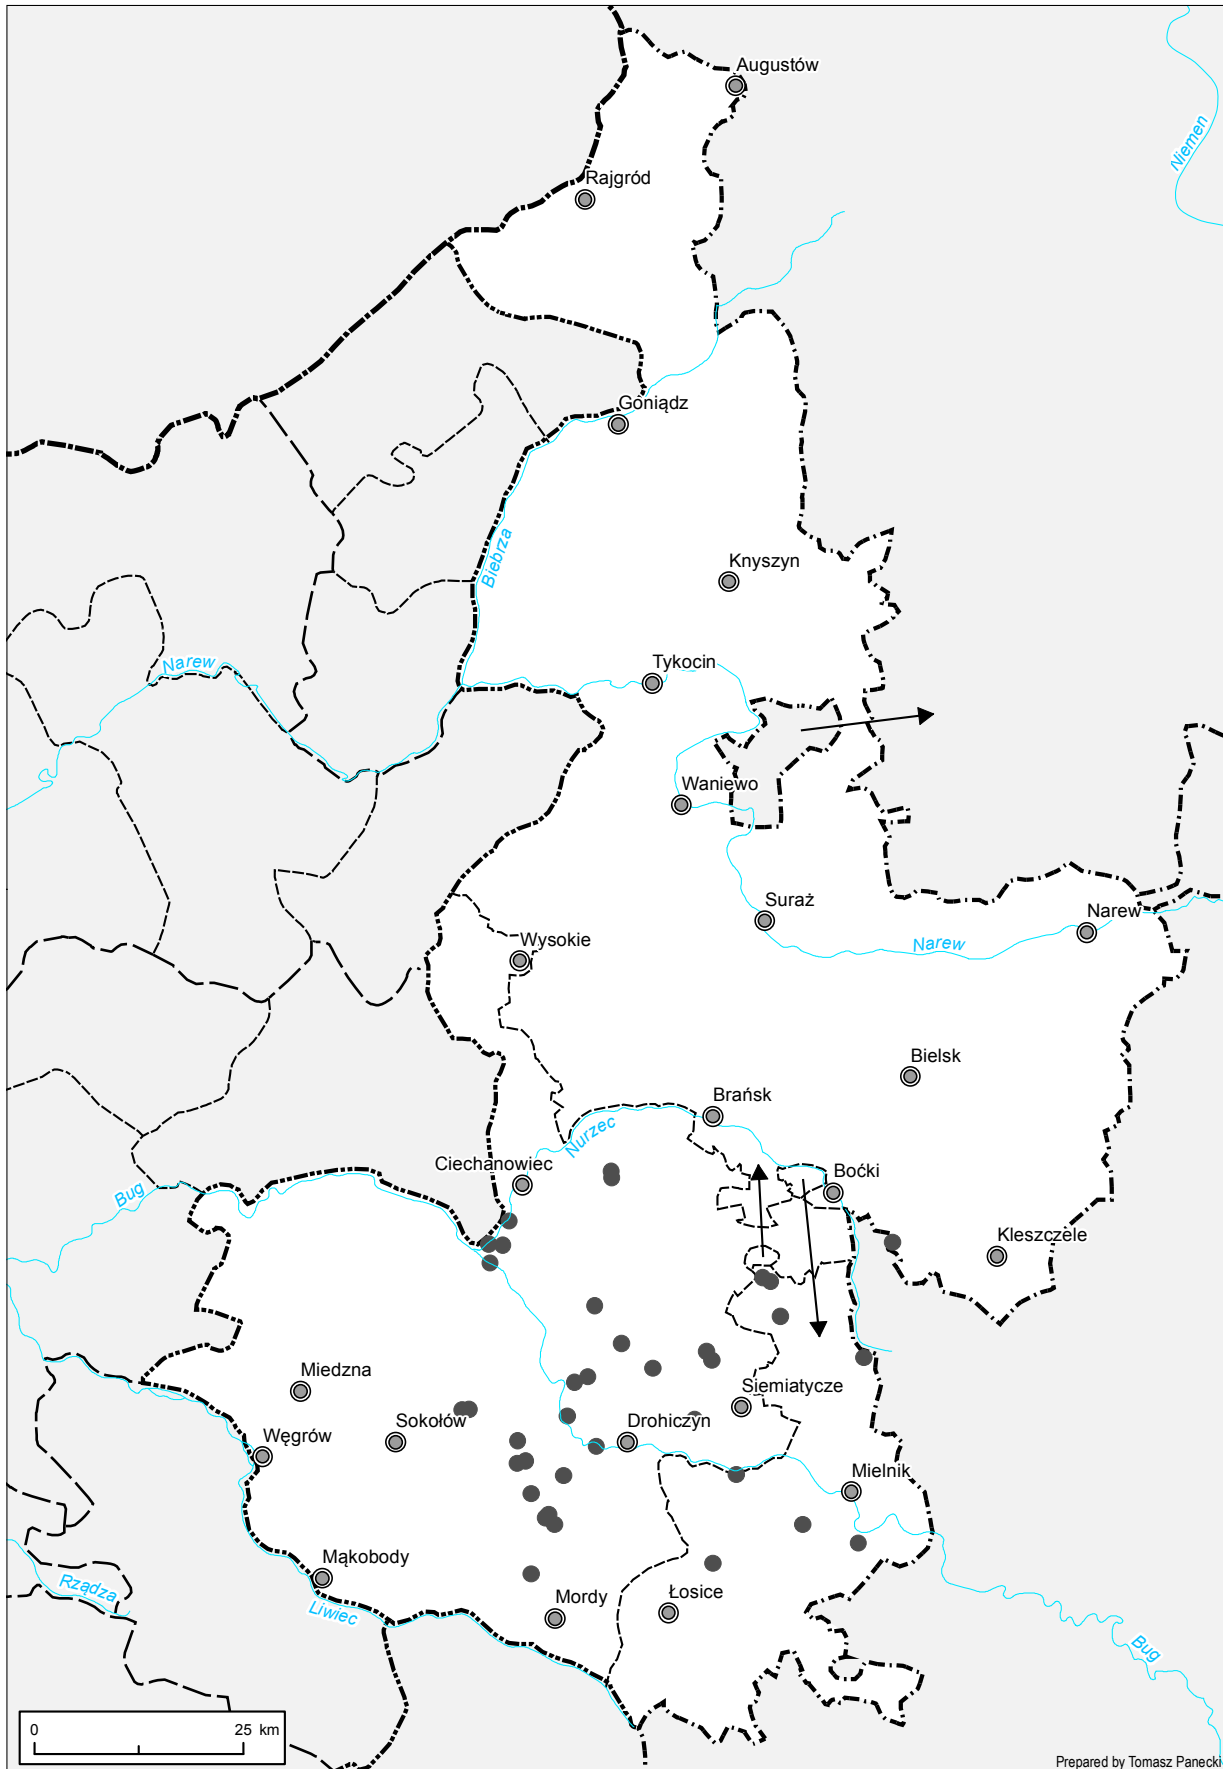 Augustów
Niemen
Rajgród
Goniądz
Biebrza
Knyszyn
Narew
Tykocin
Waniewo
Suraż
Narew
Narew
Wysokie
Bielsk
Brańsk
Nurzec
Ciechanowiec
Boćki
Bug
Kleszczele
Miedzna
Siemiatycze
Sokołów
Drohiczyn
Węgrów
Mielnik
Mąkobody
Rządza
Liwiec
Mordy
Łosice
Bug
0 25 km
Prepared by Tomasz Panecki